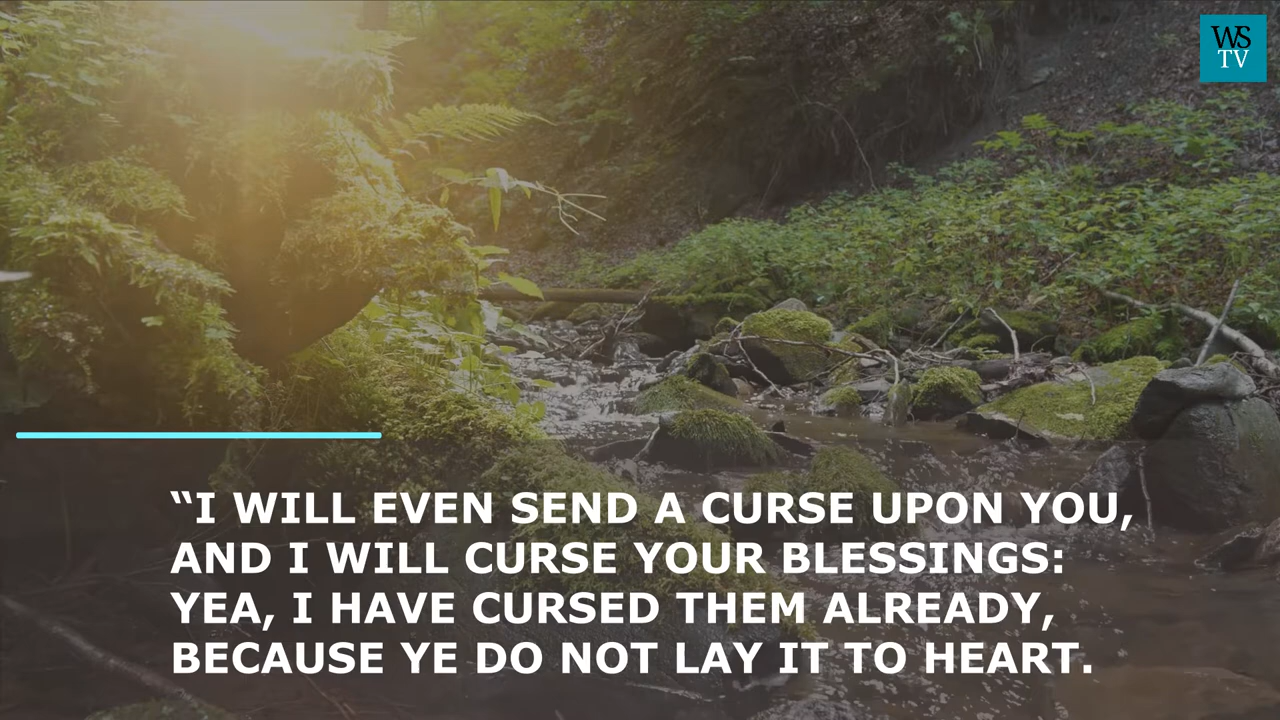 WS
TV
“I WILL EVEN SEND A CURSE UPON YOU,
AND I WILL CURSE YOUR BLESSINGS:
YEA, I HAVE CURSED THEM ALREADY,
BECAUSE YE DO NOT LAY IT TO HEART.